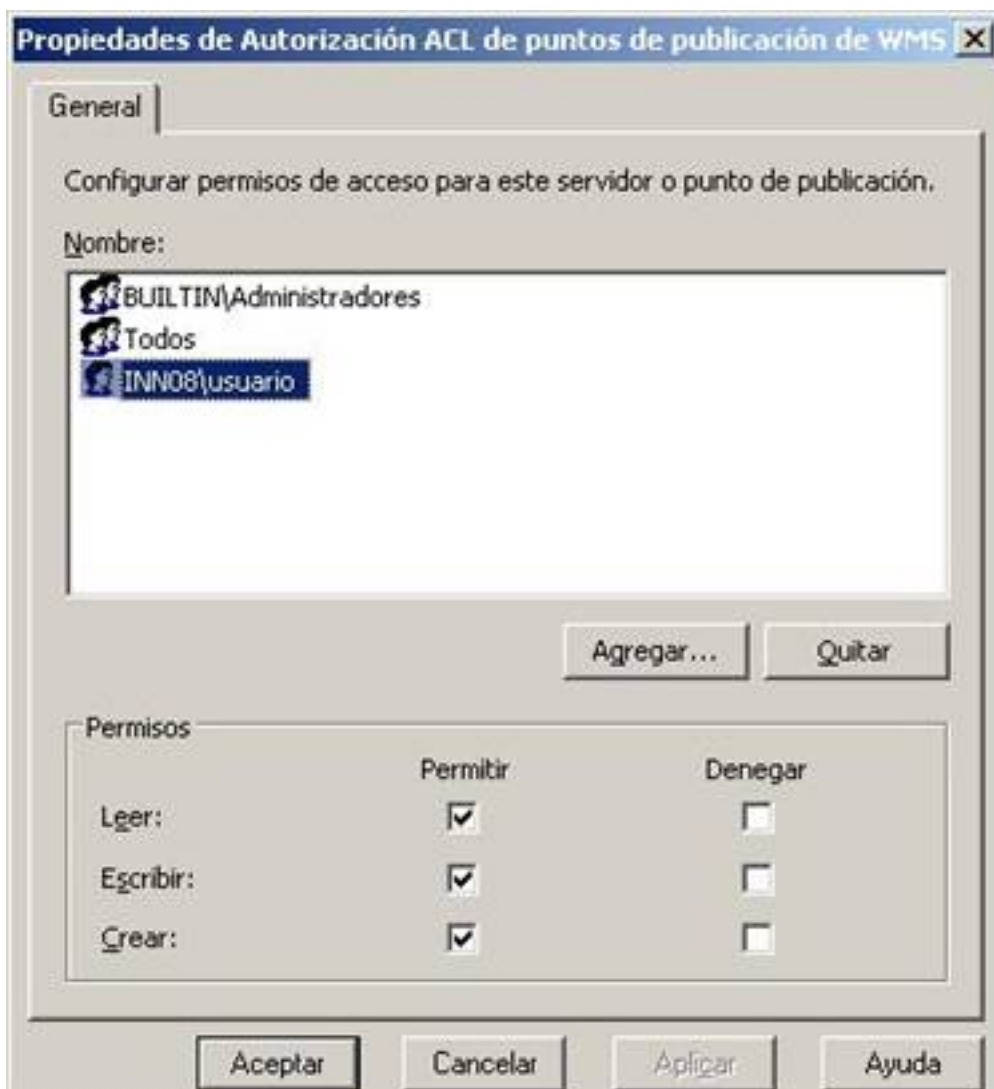 Propiedades de Autorización ACL de puntos de publicación de WMS
General
Configurar permisos de acceso para este servidor o punto de publicación.
Nombre:
BUILTIN\Administradores
Todos
INN08\usuario
Agregar... Quitar
Permisos
Permitir Denegar
Leer:
Escribir:
Crear:
Aceptar Cancelar Aplicar Ayuda